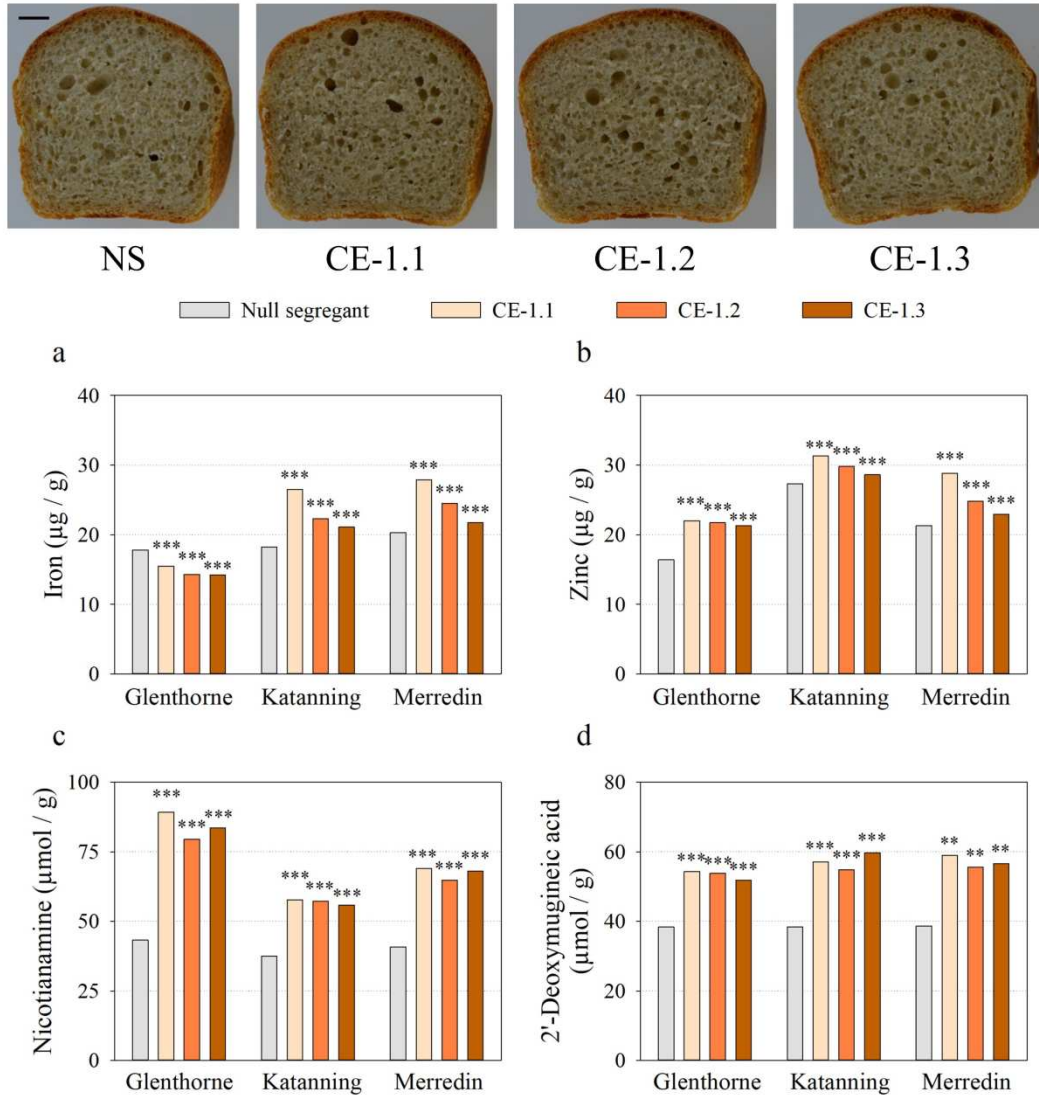 NS CE-1.1 CE-1.2 CE-1.3
Null segregant CE-1.1 CE-1.2 CE-1.3
a
Iron (µg / g)
40
30
20
10
0
*** *** ***
*** *** ***
*** *** ***
Glenthorne Katanning Merredin
b
Zinc (µg / g)
40
30
20
10
0
*** *** ***
*** *** ***
*** *** ***
Glenthorne Katanning Merredin
c
Nicotianamine (µmol / g)
100
75
50
25
0
*** *** ***
*** *** ***
*** *** ***
Glenthorne Katanning Merredin
d
2'-Deoxymugineic acid
(µmol / g)
80
60
40
20
0
*** *** ***
*** *** ***
** ** **
Glenthorne Katanning Merredin